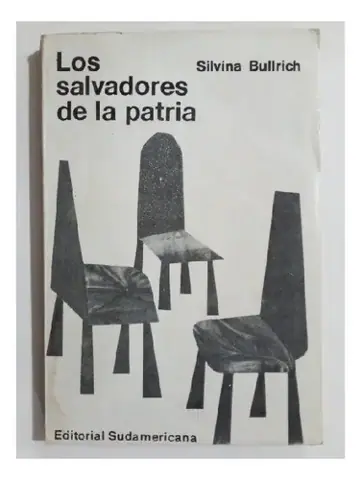 Los
salvadores
de la patria
Silvina Bullrich
Editorial Sudamericana